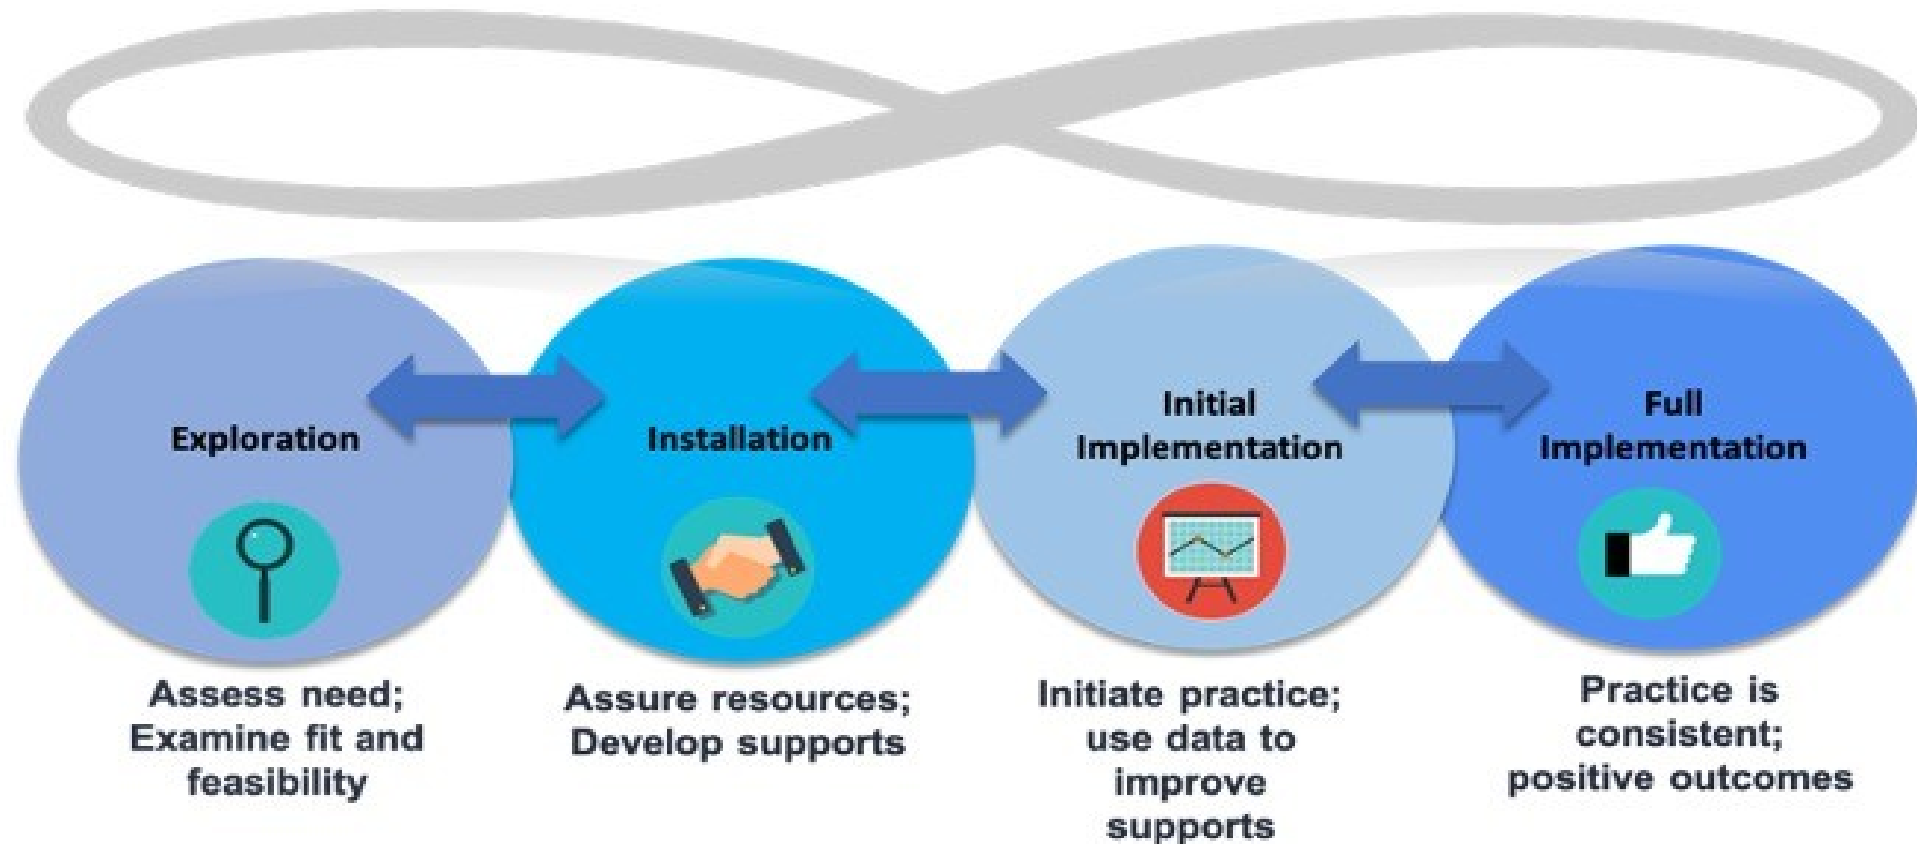 Exploration
Installation
Initial
Implementation
Full
Implementation
Assess need;
Examine fit and
feasibility
Assure resources;
Develop supports
Initiate practice;
use data to
improve
supports
Practice is
consistent;
positive outcomes